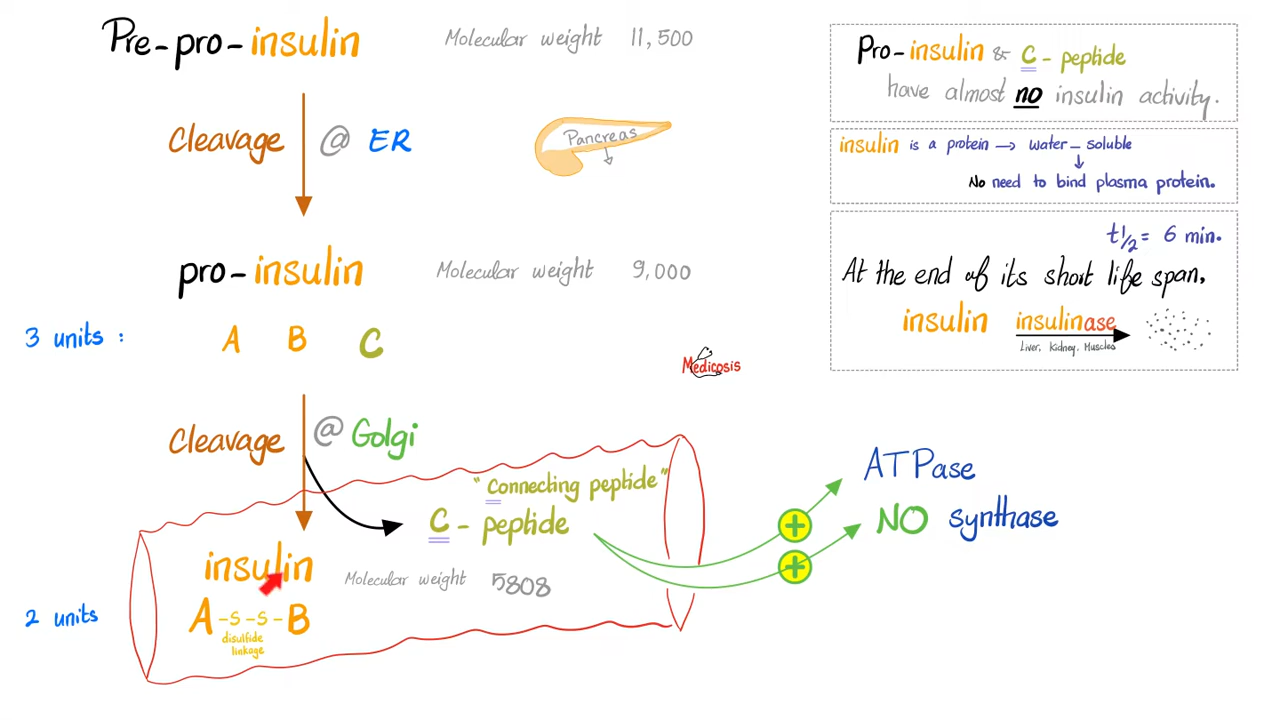 Pre-pro-insulin
Molecular weight 11,500
Cleavage @ ER
Pancreas
pro-insulin
Molecular weight 9,000
3 units :
A B C
Cleavage @ Golgi
"Connecting peptide"
C - peptide
insulin
Molecular weight 5808
2 units
A -S -S - B
disulfide
linkage
ATPase
NO synthase
+
+
Medicosis
Pro-insulin & C - peptide
have almost no insulin activity.
insulin is a protein → water-soluble
No need to bind plasma protein.
t1/2 = 6 min.
At the end of its short life span,
insulin insulinase
Liver, Kidney, Muscles